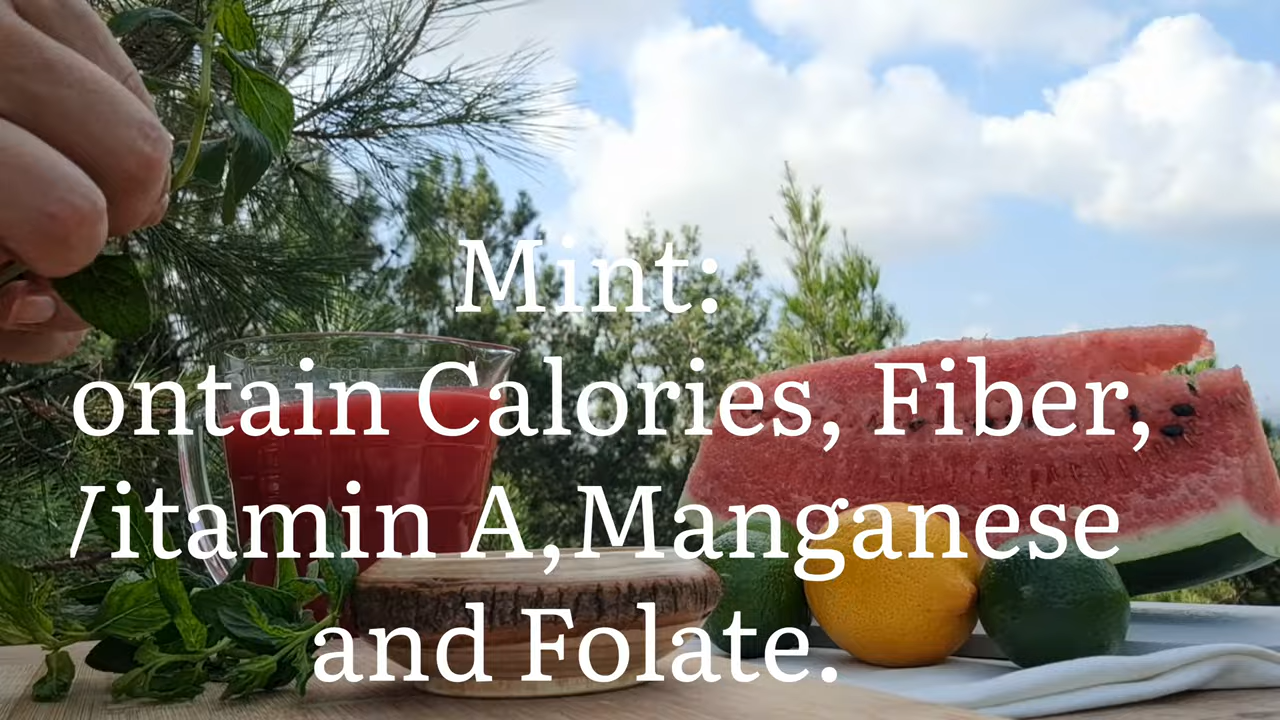 Mint:
ontain Calories, Fiber,
itamin A,Manganese
and Folate.